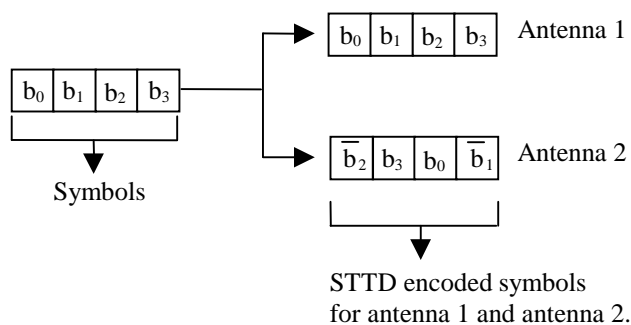 b₀ b₁ b₂ b₃ Antenna 1
b₀ b₁ b₂ b₃
b̅₂ b₃ b₀ b̅₁ Antenna 2
Symbols
STTD encoded symbols
for antenna 1 and antenna 2.